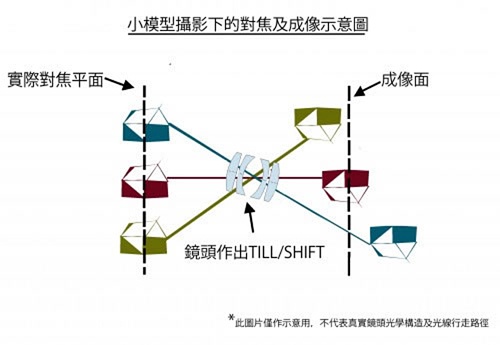 小模型攝影下的對焦及成像示意圖
實際對焦平面
成像面
鏡頭作出TILL/SHIFT
*此圖片僅作示意用，不代表真實鏡頭光學構造及光線行走路徑